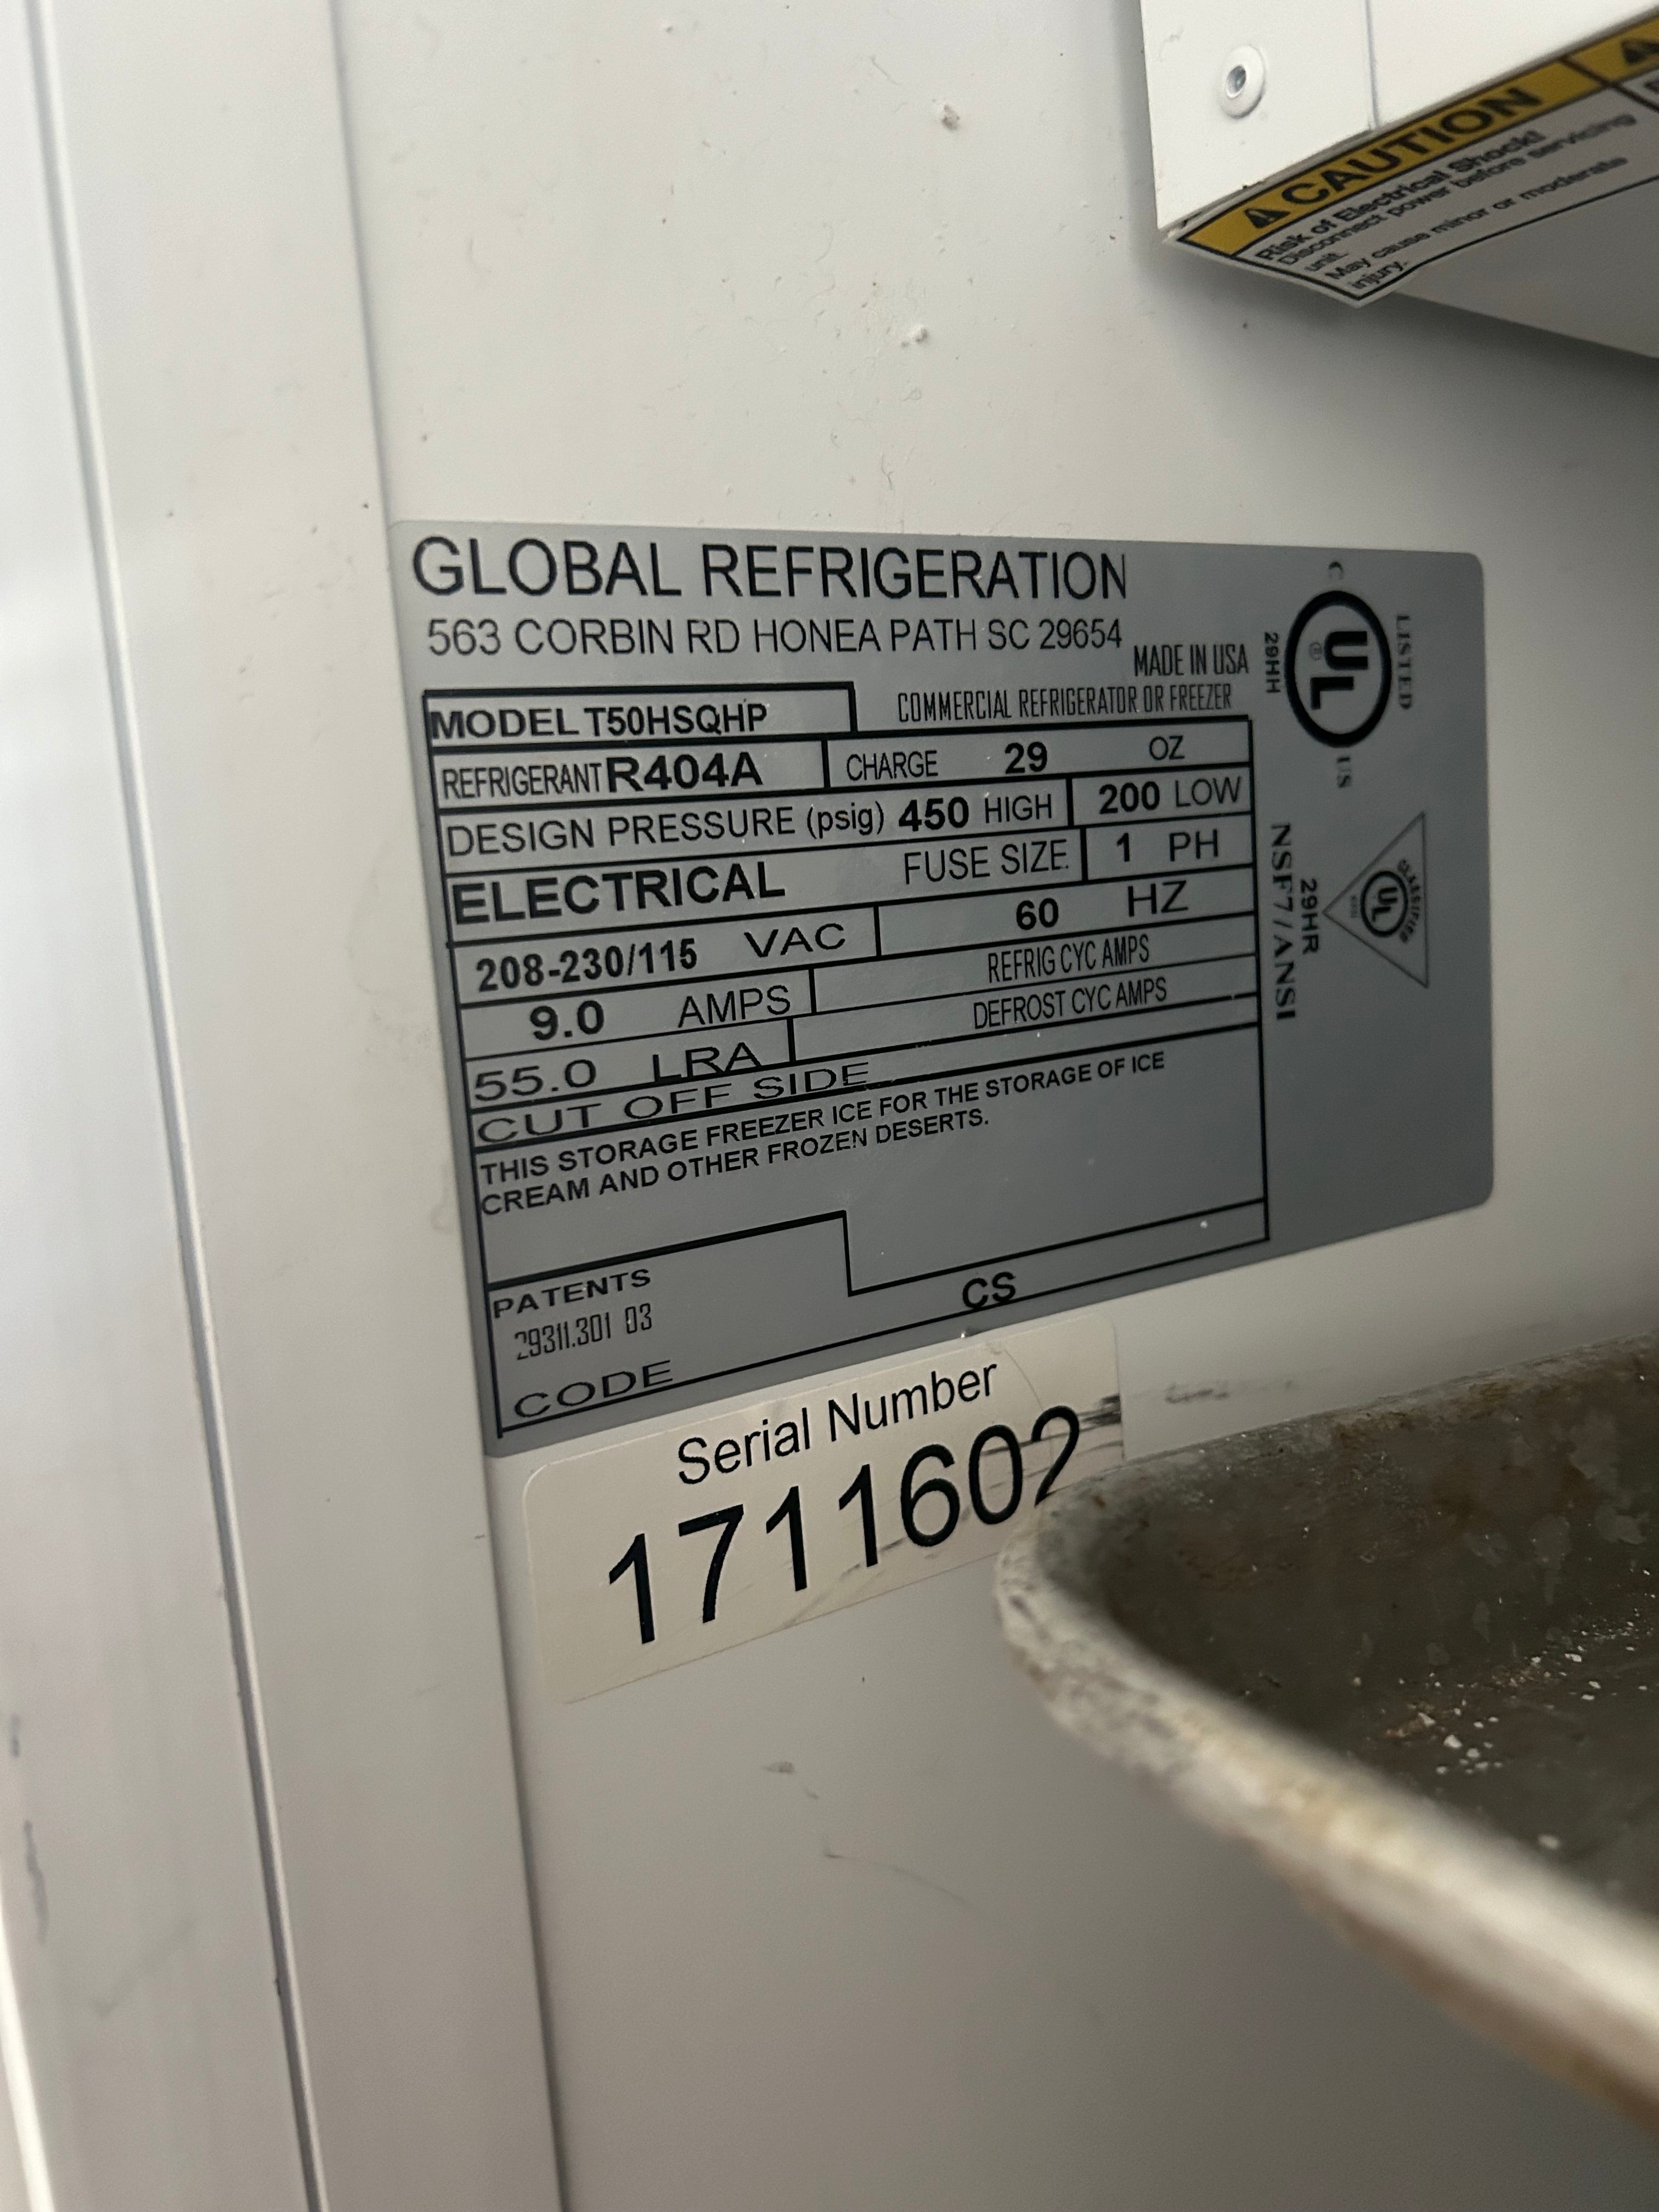 CAUTION
Risk of Electrical Shock!
Disconnect power before servicing
unit.
May cause minor or moderate
injury.
GLOBAL REFRIGERATION
563 CORBIN RD HONEA PATH SC 29654
MADE IN USA
MODEL T50HSQHP
COMMERCIAL REFRIGERATOR OR FREEZER
REFRIGERANT R404A CHARGE 29 OZ
DESIGN PRESSURE (psig) 450 HIGH 200 LOW
ELECTRICAL FUSE SIZE. 1 PH
208-230/115 VAC 60 HZ
9.0 AMPS REFRIG CYC AMPS
55.0 LRA DEFROST CYC AMPS
CUT OFF SIDE
THIS STORAGE FREEZER ICE FOR THE STORAGE OF ICE
CREAM AND OTHER FROZEN DESERTS.
PATENTS
29311.301 03
CODE
CS
C UL ® US
LISTED
29HH
NSF7/ANSI
29HR
UL
CLASSIFIED
Serial Number
1711602